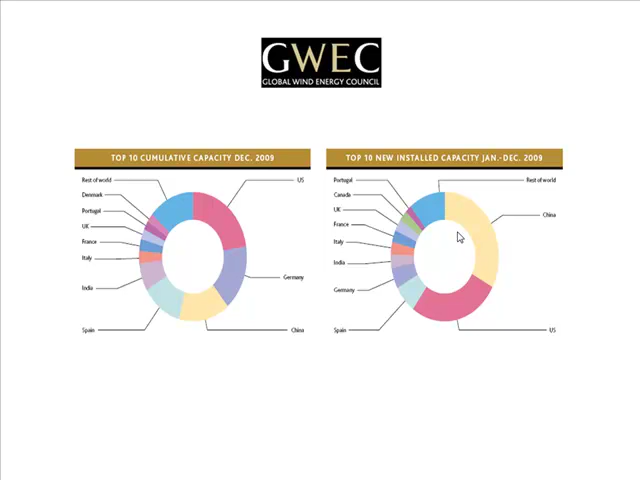 GWEC
GLOBAL WIND ENERGY COUNCIL
TOP 10 CUMULATIVE CAPACITY DEC. 2009
Rest of world
US
Denmark
Portugal
UK
France
Italy
Germany
India
Spain
China
TOP 10 NEW INSTALLED CAPACITY JAN.-DEC. 2009
Portugal
Rest of world
Canada
UK
China
France
Italy
India
Germany
Spain
US